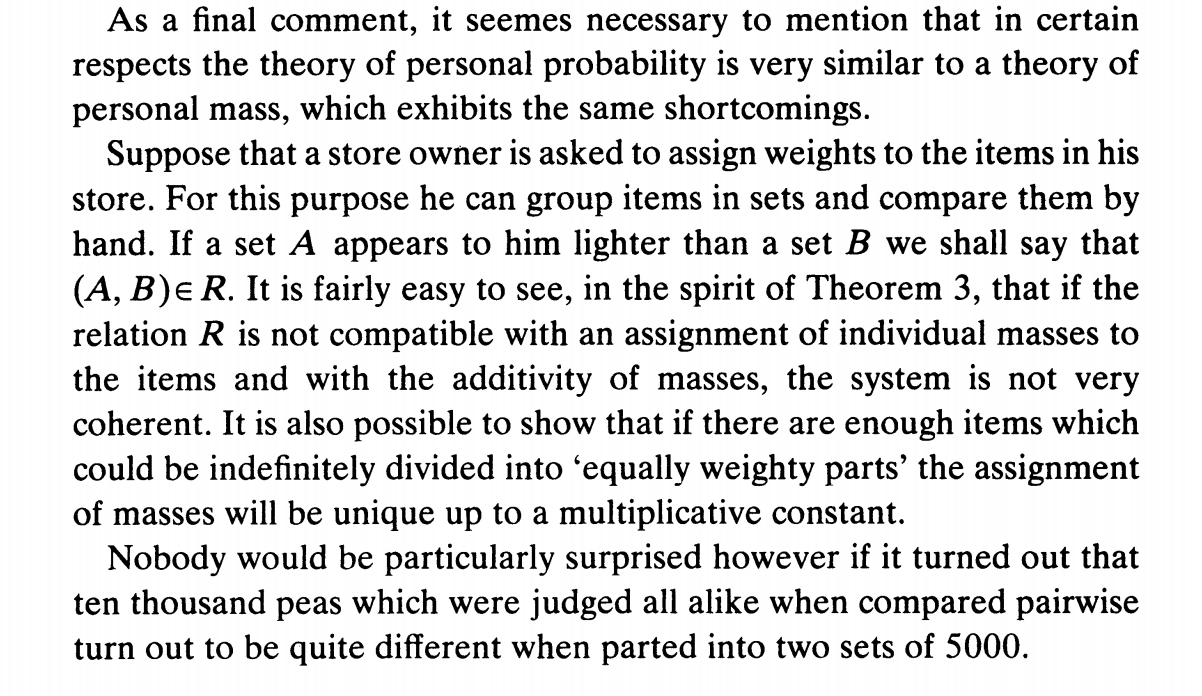 As a final comment, it seemes necessary to mention that in certain
respects the theory of personal probability is very similar to a theory of
personal mass, which exhibits the same shortcomings.
Suppose that a store owner is asked to assign weights to the items in his
store. For this purpose he can group items in sets and compare them by
hand. If a set A appears to him lighter than a set B we shall say that
(A, B)∈ R. It is fairly easy to see, in the spirit of Theorem 3, that if the
relation R is not compatible with an assignment of individual masses to
the items and with the additivity of masses, the system is not very
coherent. It is also possible to show that if there are enough items which
could be indefinitely divided into ‘equally weighty parts’ the assignment
of masses will be unique up to a multiplicative constant.
Nobody would be particularly surprised however if it turned out that
ten thousand peas which were judged all alike when compared pairwise
turn out to be quite different when parted into two sets of 5000.